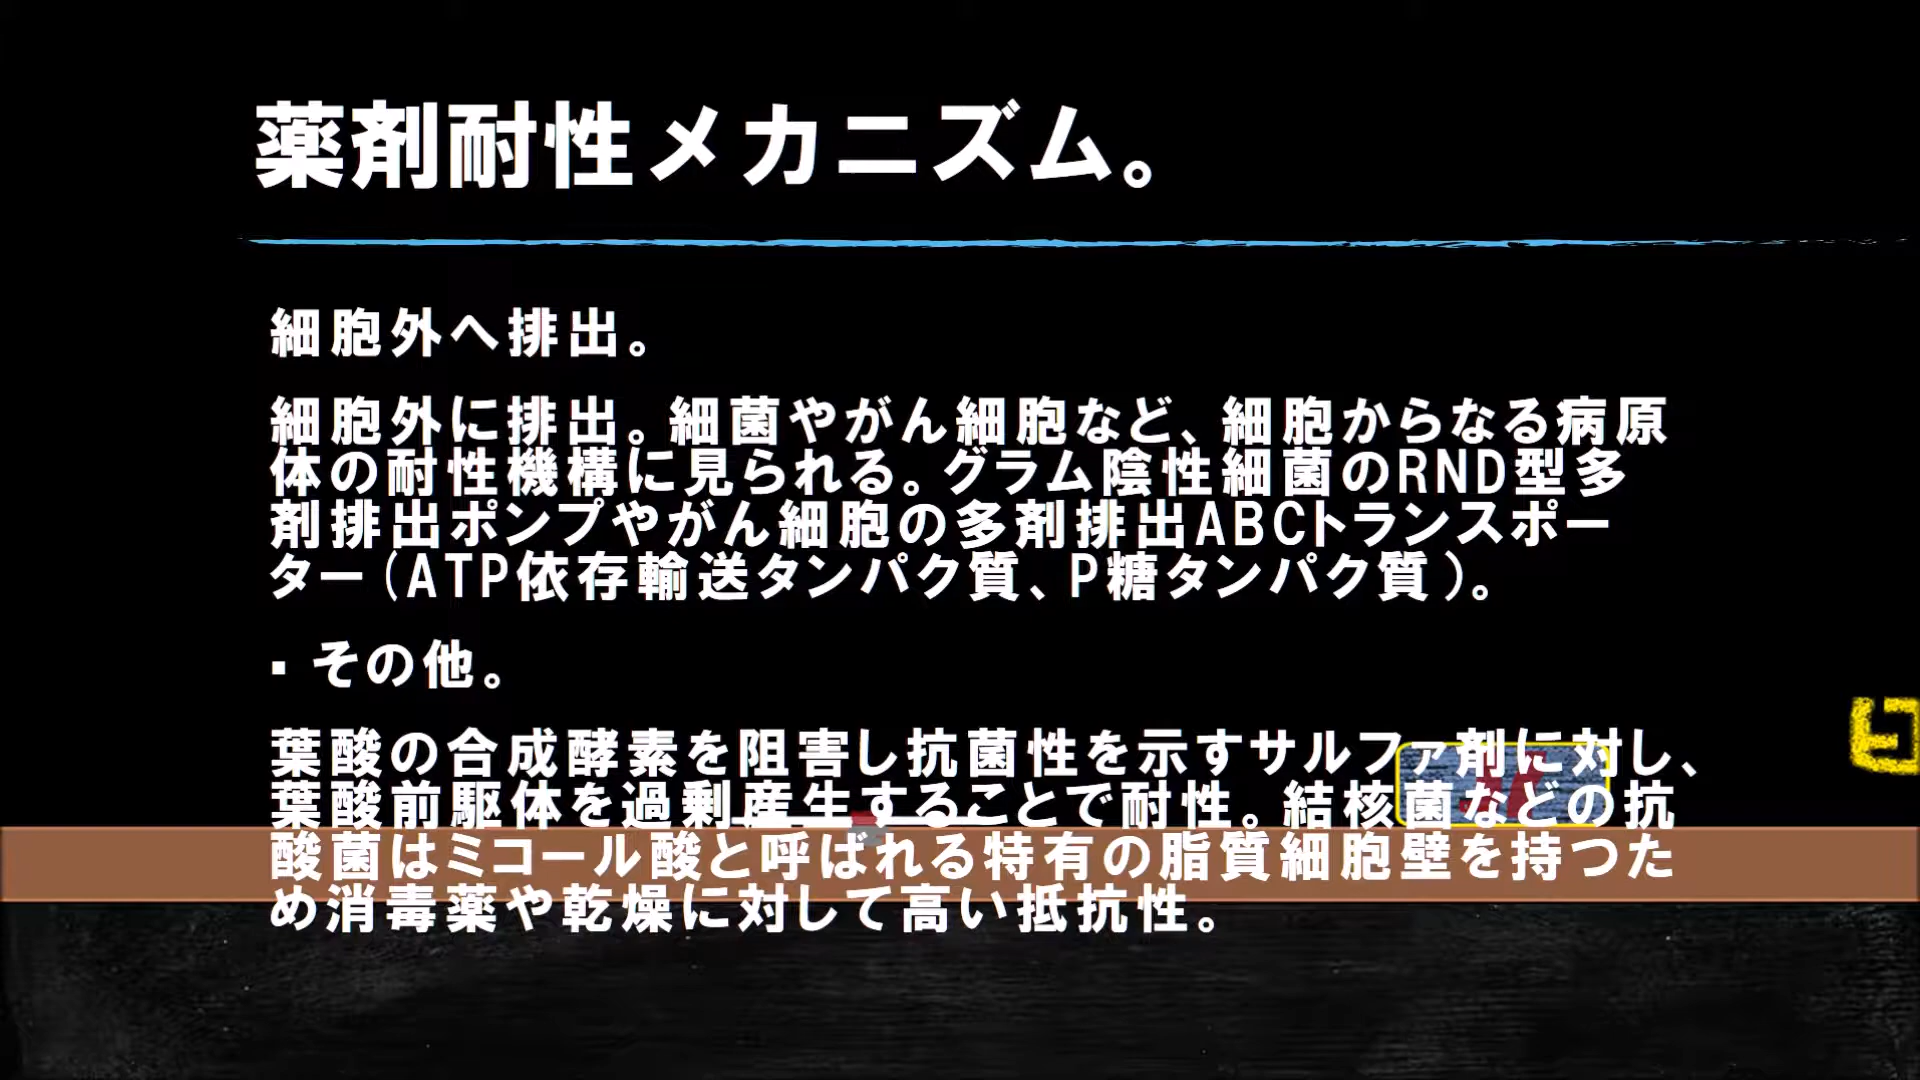 薬剤耐性メカニズム。
細胞外へ排出。
細胞外に排出。細菌やがん細胞など、細胞からなる病原
体の耐性機構に見られる。グラム陰性細菌のRND型多
剤排出ポンプやがん細胞の多剤排出ABCトランスポー
ター(ATP依存輸送タンパク質、P糖タンパク質)。
▪ その他。
葉酸の合成酵素を阻害し抗菌性を示すサルファ剤に対し、
葉酸前駆体を過剰産生することで耐性。結核菌などの抗
酸菌はミコール酸と呼ばれる特有の脂質細胞壁を持つた
め消毒薬や乾燥に対して高い抵抗性。